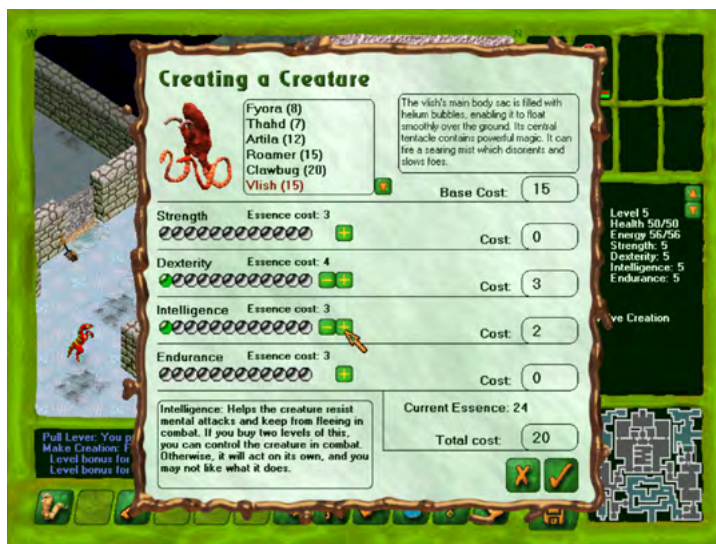 W
N
Creating a Creature
Fyora (8)
Thahd (7)
Artila (12)
Roamer (15)
Clawbug (20)
Vlish (15)
The vlish's main body sac is filled with
helium bubbles, enabling it to float
smoothly over the ground. Its central
tentacle contains powerful magic. It can
fire a searing mist which disorients and
slows foes.
Base Cost: 15
Strength Essence cost: 3
Cost: 0
Dexterity Essence cost: 4
Cost: 3
Intelligence Essence cost: 3
Cost: 2
Endurance Essence cost: 3
Cost: 0
Intelligence: Helps the creature resist
mental attacks and keep from fleeing in
combat. If you buy two levels of this,
you can control the creature in combat.
Otherwise, it will act on its own, and you
may not like what it does.
Current Essence: 24
Total cost: 20
Level 5
Health 50/50
Energy 56/56
Strength: 5
Dexterity: 5
Intelligence: 5
Endurance: 5
Creation
Pull Lever: You
Make Creation:
Level bonus for
Level bonus for